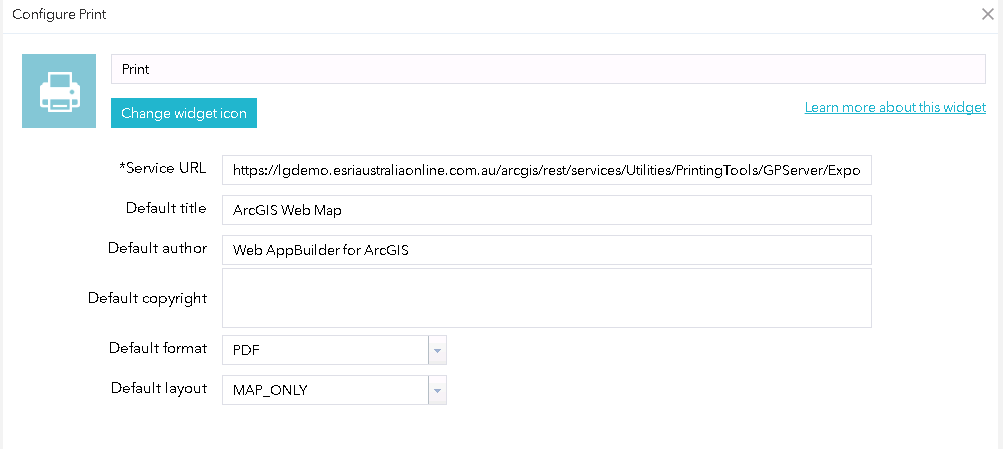 Configure Print
Print
Change widget icon
Learn more about this widget
*Service URL https://lgdemo.esriaustraliaonline.com.au/arcgis/rest/services/Utilities/PrintingTools/GPServer/Expo
Default title ArcGIS Web Map
Default author Web AppBuilder for ArcGIS
Default copyright
Default format PDF
Default layout MAP_ONLY